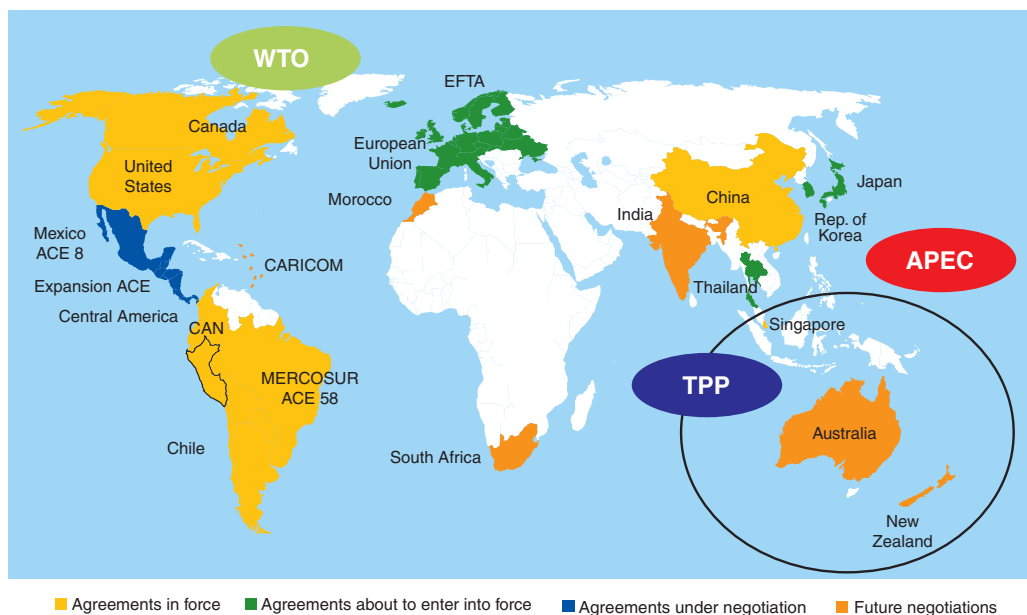 WTO
EFTA
Canada
European
Union
United
States
China
Japan
Morocco
India
Rep. of
Korea
Mexico
ACE 8
CARICOM
APEC
Expansion ACE
Thailand
Central America
Singapore
CAN
TPP
MERCOSUR
ACE 58
Australia
Chile
South Africa
New
Zealand
Agreements in force
Agreements about to enter into force
Agreements under negotiation
Future negotiations